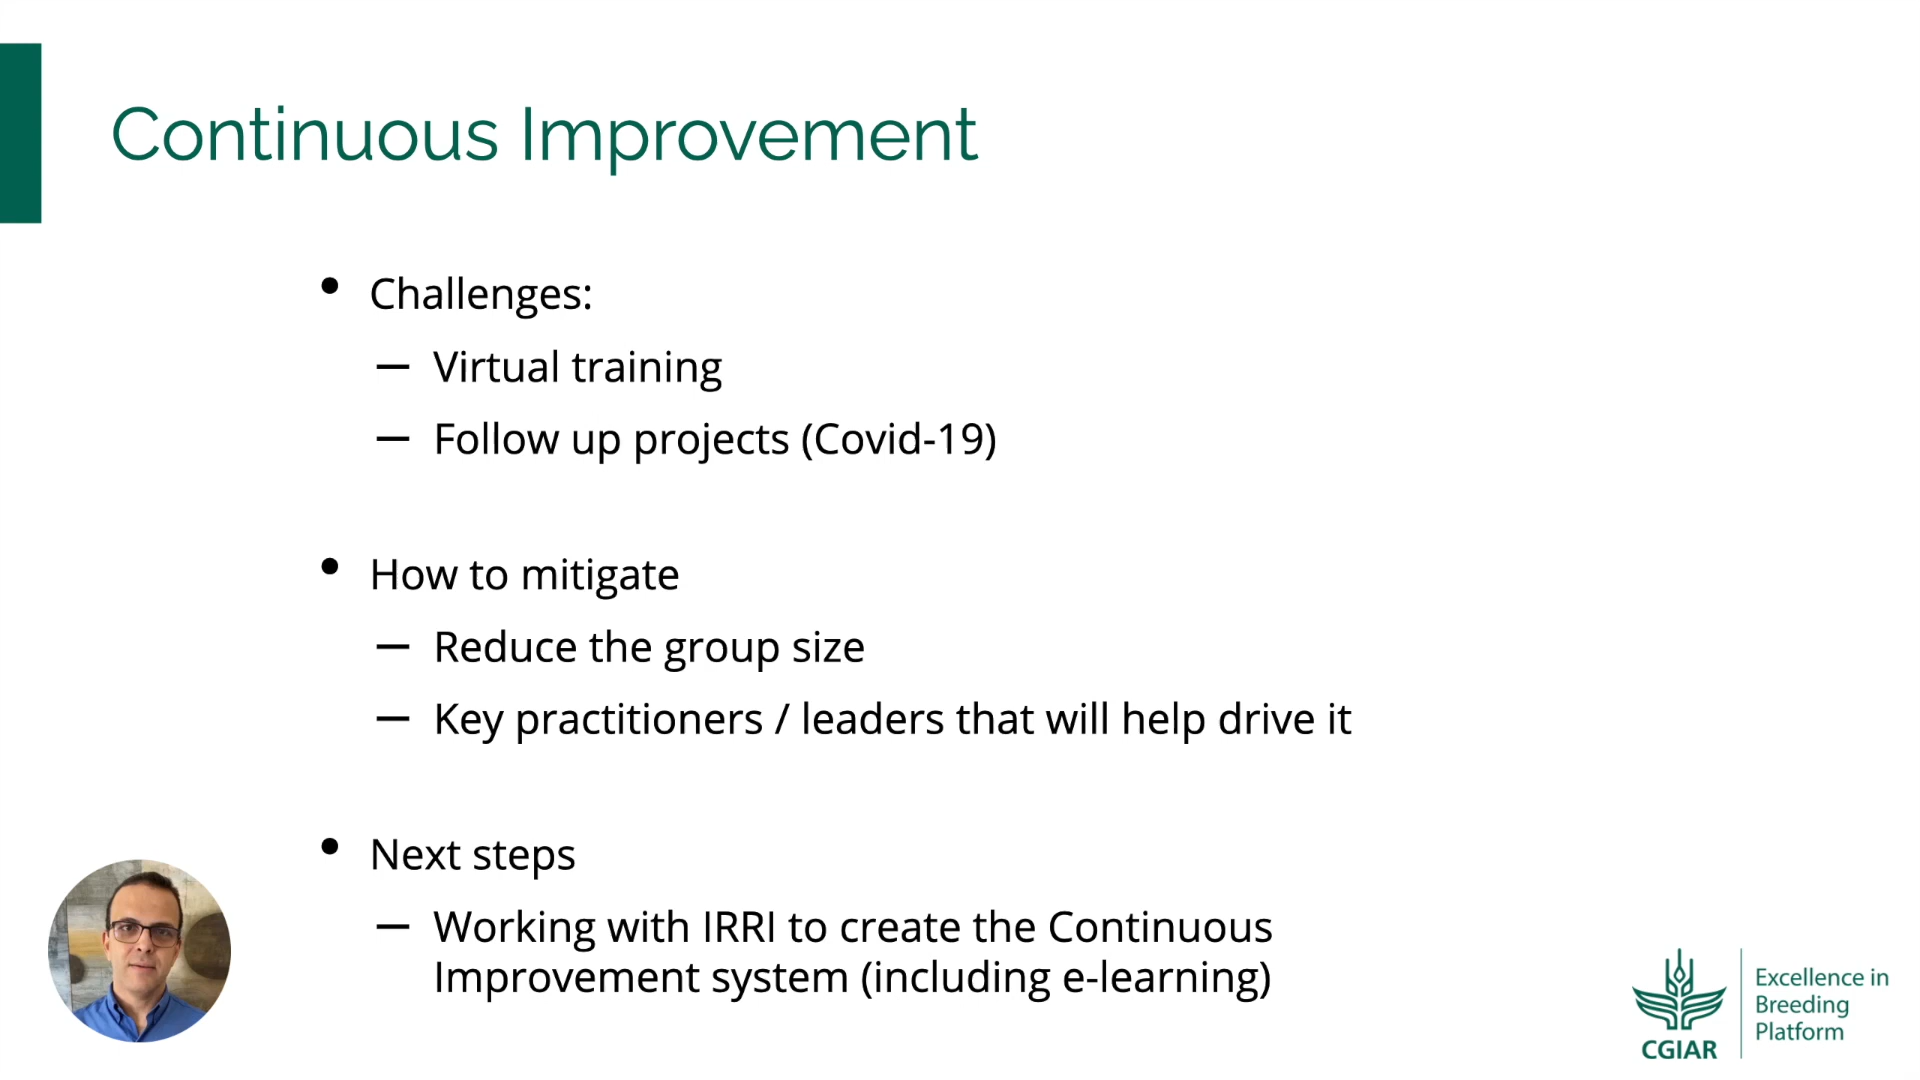 Continuous Improvement
• Challenges:
— Virtual training
— Follow up projects (Covid-19)
• How to mitigate
— Reduce the group size
— Key practitioners / leaders that will help drive it
• Next steps
— Working with IRRI to create the Continuous
Improvement system (including e-learning)
CGIAR
Excellence in
Breeding
Platform